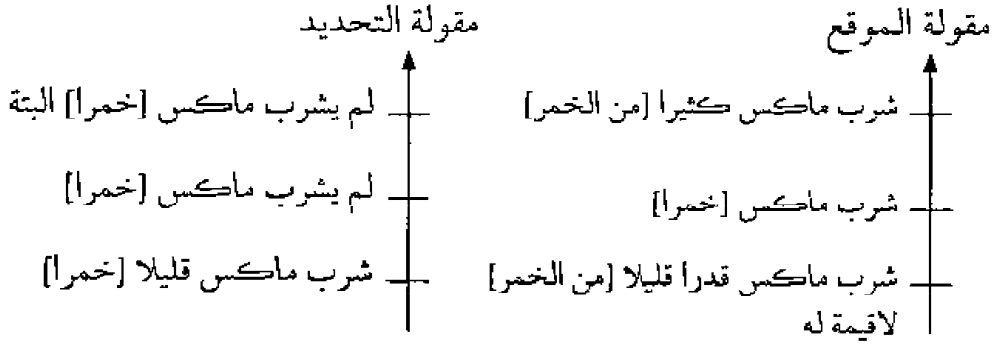 مقولة الموقع
شرب ماكس كثيرا [من الخمر]
شرب ماكس [خمرا]
شرب ماكس قدرا قليلا [من الخمر]
لاقيمة له
مقولة التحديد
لم يشرب ماكس [خمرا] البتة
لم يشرب ماكس [خمرا]
شرب ماكس قليلا [خمرا]